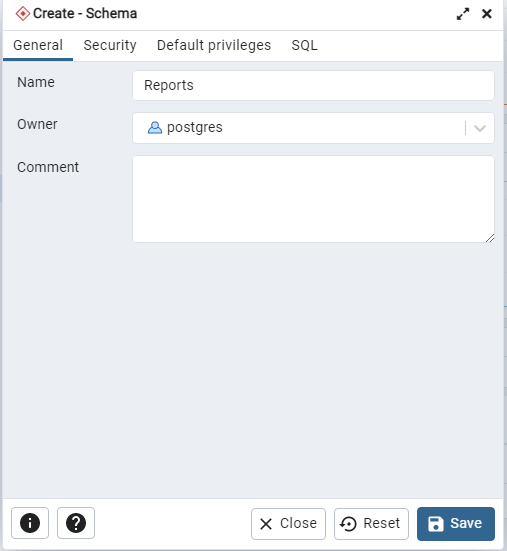 Create - Schema
General Security Default privileges SQL
Name Reports
Owner postgres
Comment
Close Reset Save